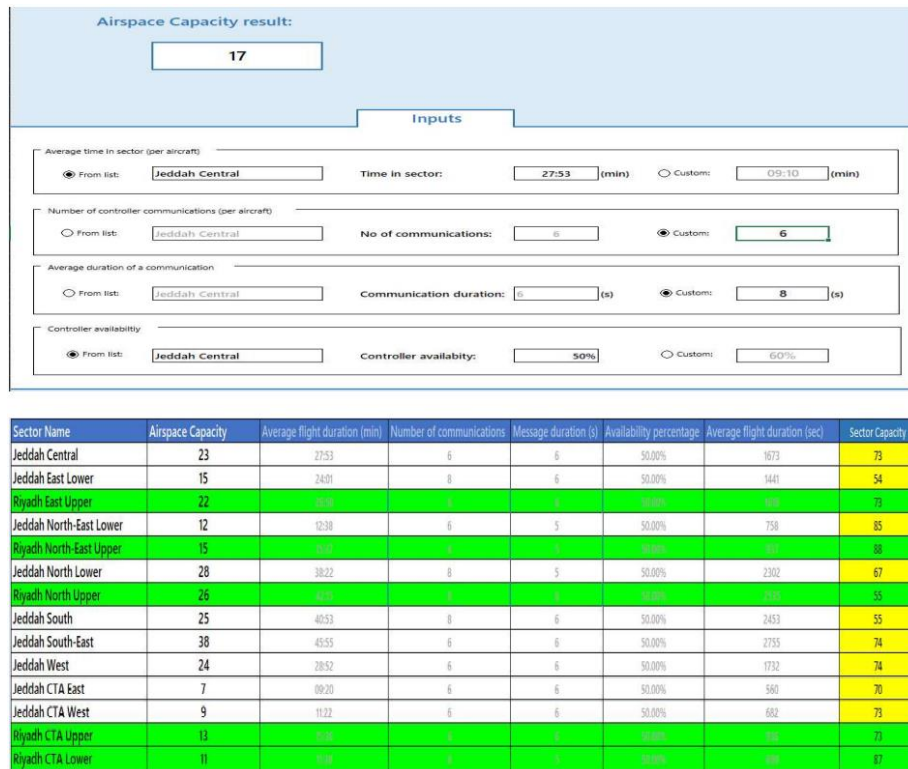 Airspace Capacity result:
17
Inputs
Average time in sector (per aircraft)
From list: Jeddah Central Time in sector: 27:53 (min) Custom: 09:10 (min)
Number of controller communications (per aircraft)
From list: Jeddah Central No of communications: 6 Custom: 6
Average duration of a communication
From list: Jeddah Central Communication duration: 6 (s) Custom: 8 (s)
Controller availabiltiy
From list: Jeddah Central Controller availabity: 50% Custom: 60%
Sector Name Airspace Capacity Average flight duration (min) Number of communications Message duration (s) Availability percentage Average flight duration (sec) Sector Capacity
Jeddah Central 23 27:53 6 6 50.00% 1673 73
Jeddah East Lower 15 24:01 8 6 50.00% 1441 54
Riyadh East Upper 22 73
Jeddah North-East Lower 12 12:38 6 5 50.00% 758 85
Riyadh North-East Upper 15 88
Jeddah North Lower 28 38:22 8 5 50.00% 2302 67
Riyadh North Upper 26 55
Jeddah South 25 40:53 8 6 50.00% 2453 55
Jeddah South-East 38 45:55 6 6 50.00% 2755 74
Jeddah West 24 28:52 6 6 50.00% 1732 74
Jeddah CTA East 7 09:20 6 6 50.00% 560 70
Jeddah CTA West 9 11:22 6 6 50.00% 682 73
Riyadh CTA Upper 13 73
Riyadh CTA Lower 11 87